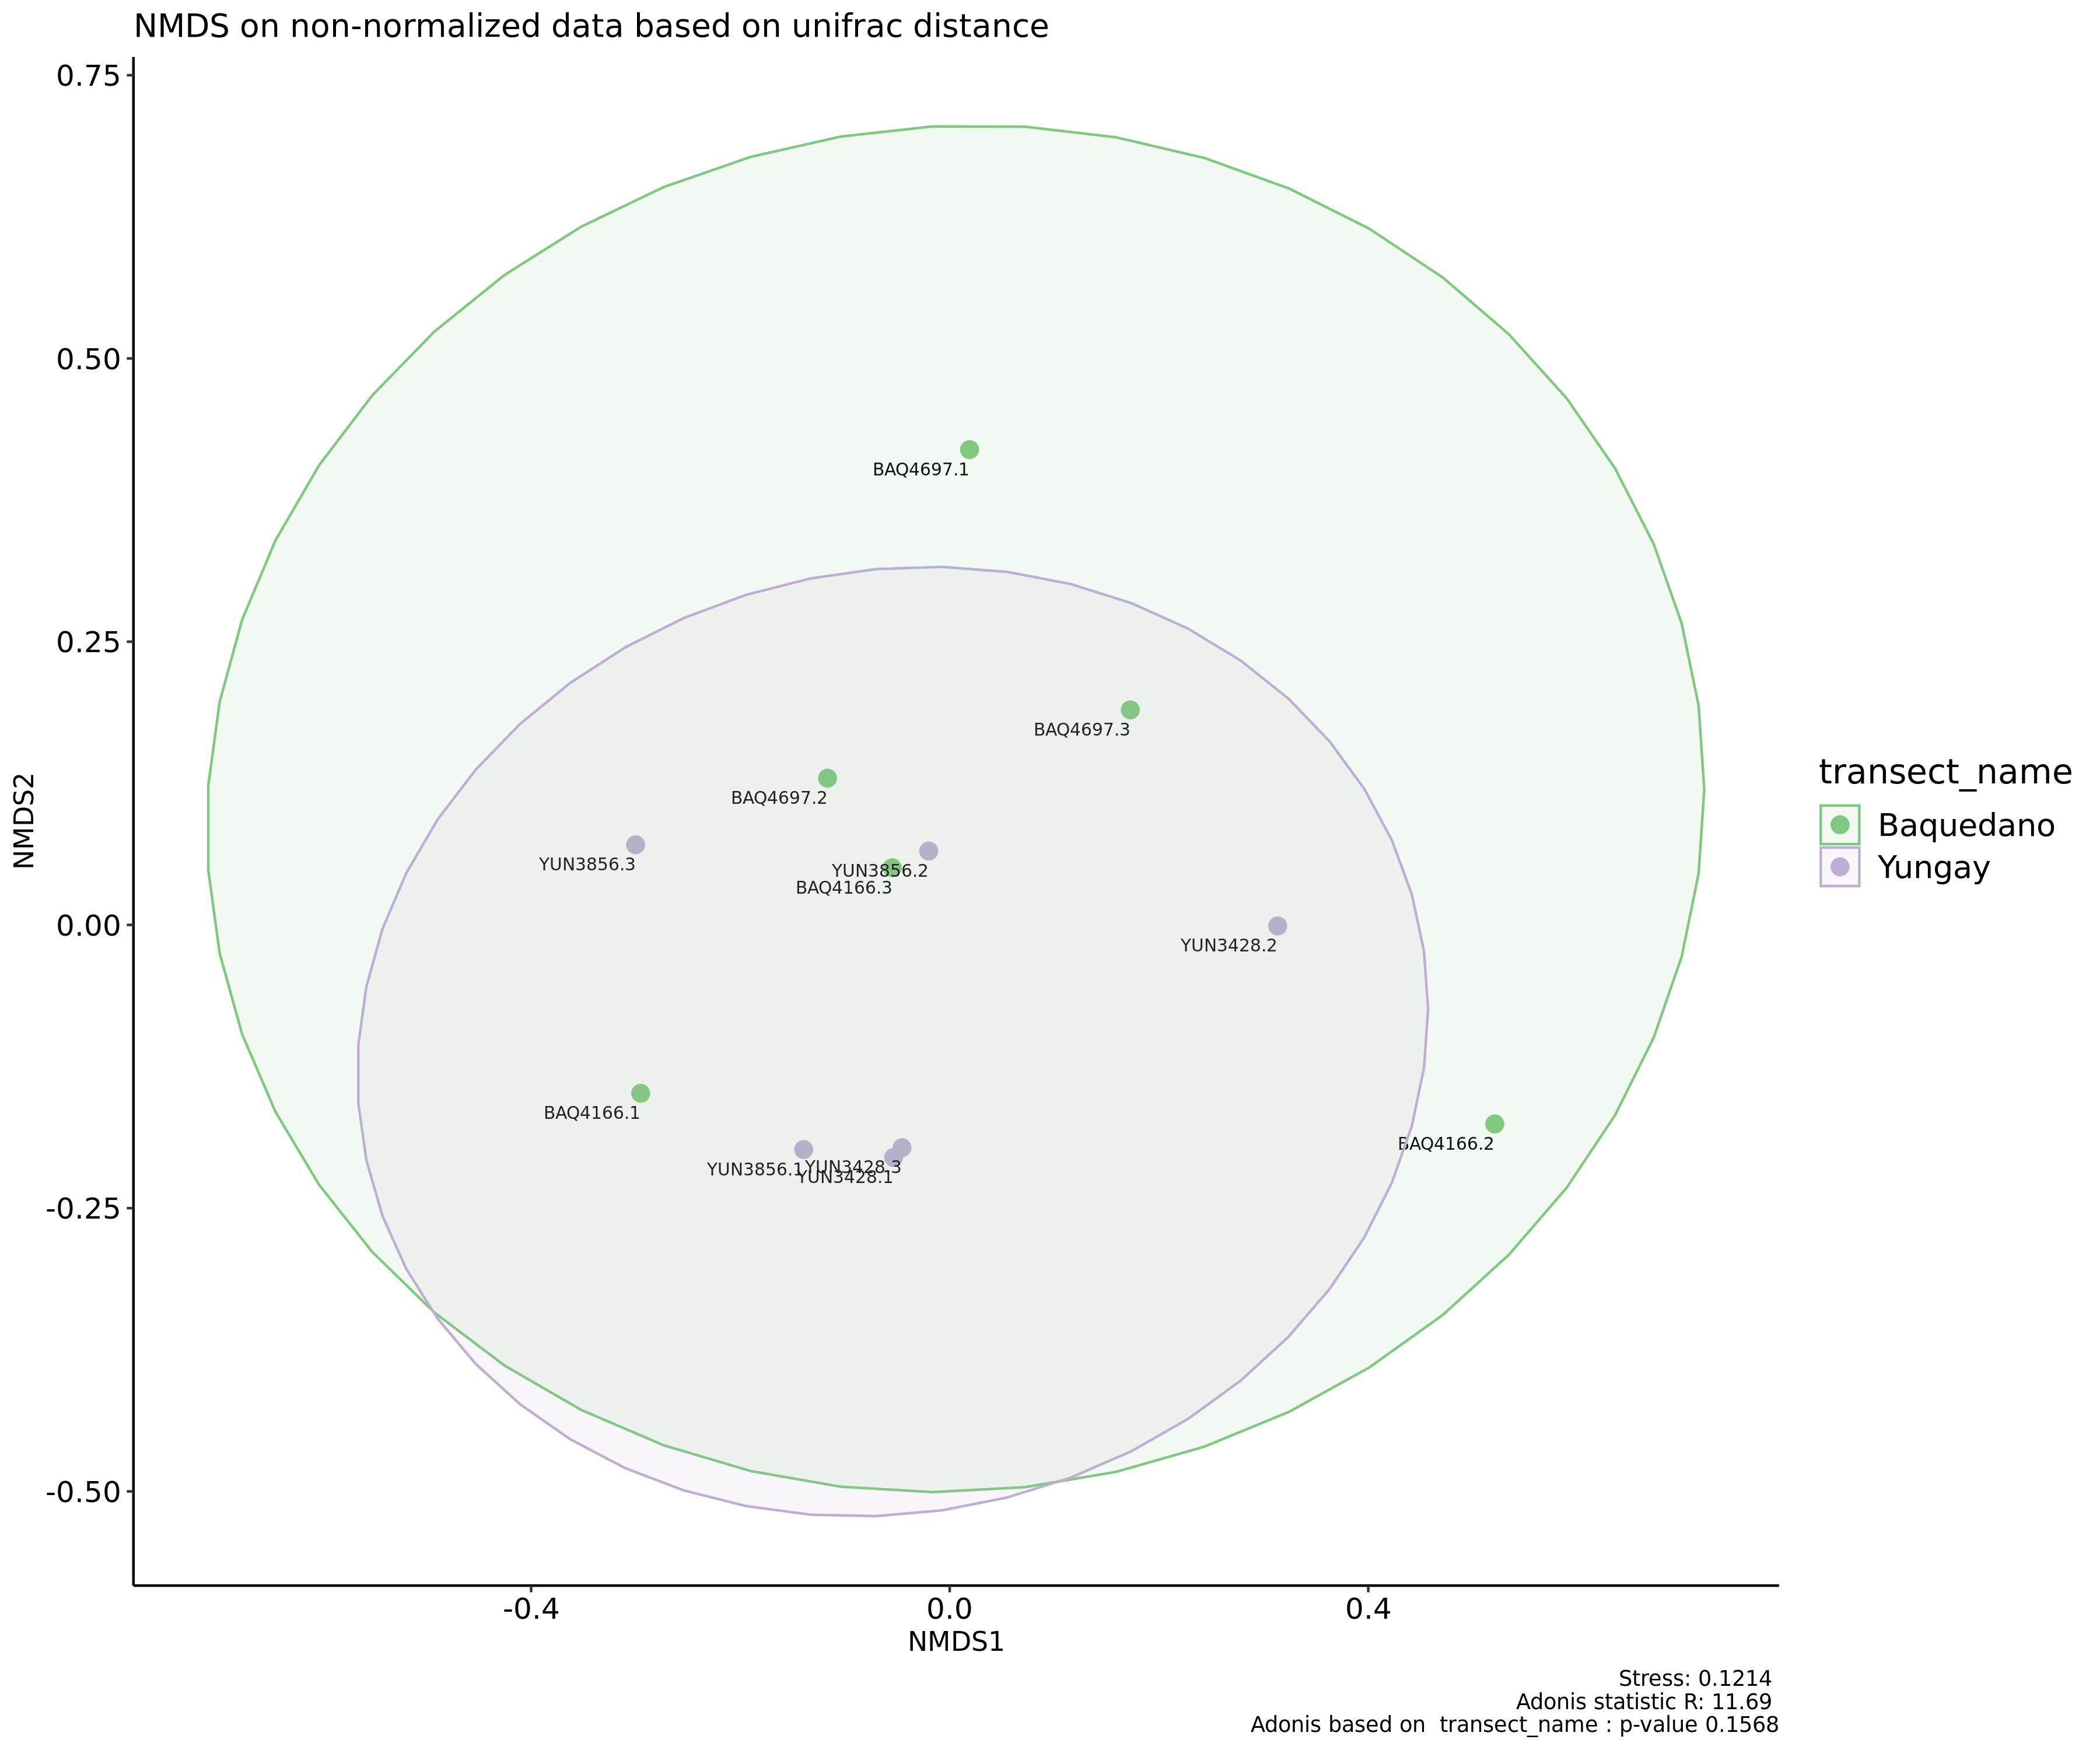 NMDS on non-normalized data based on unifrac distance
0.75
0.50
0.25
0.00
-0.25
-0.50
NMDS2
BAQ4697.1
BAQ4697.3
BAQ4697.2
YUN3856.3
YUN3856.2
BAQ4166.3
YUN3428.2
BAQ4166.1
BAQ4166.2
YUN3856.1
YUN3428.3
YUN3428.1
transect_name
Baquedano
Yungay
-0.4
0.0
0.4
NMDS1
Stress: 0.1214
Adonis statistic R: 11.69
Adonis based on  transect_name : p-value 0.1568